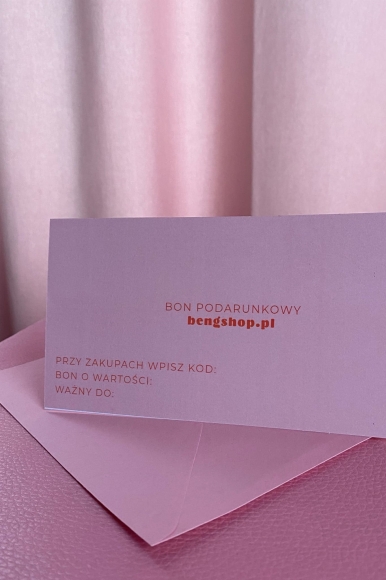 BON PODARUNKOWY
bengshop.pl
PRZY ZAKUPACH WPISZ KOD:
BON O WARTOŚCI:
WAŻNY DO: